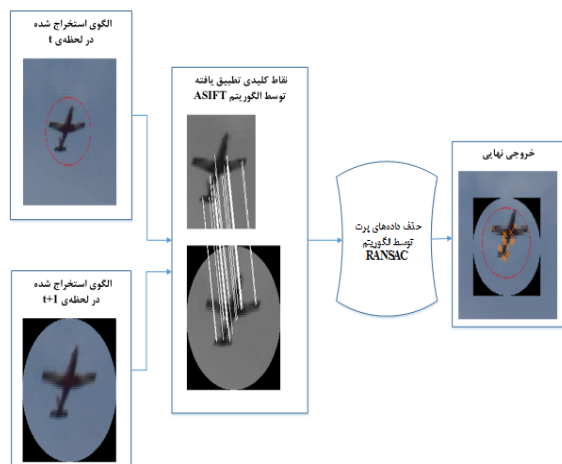 الگوی استخراج شده
در لحظه‌ی t
نقاط کلیدی تطبیق یافته
توسط الگوریتم ASIFT
حذف داده‌های پرت
توسط الگوریتم
RANSAC
خروجی نهایی
الگوی استخراج شده
در لحظه‌ی t+1